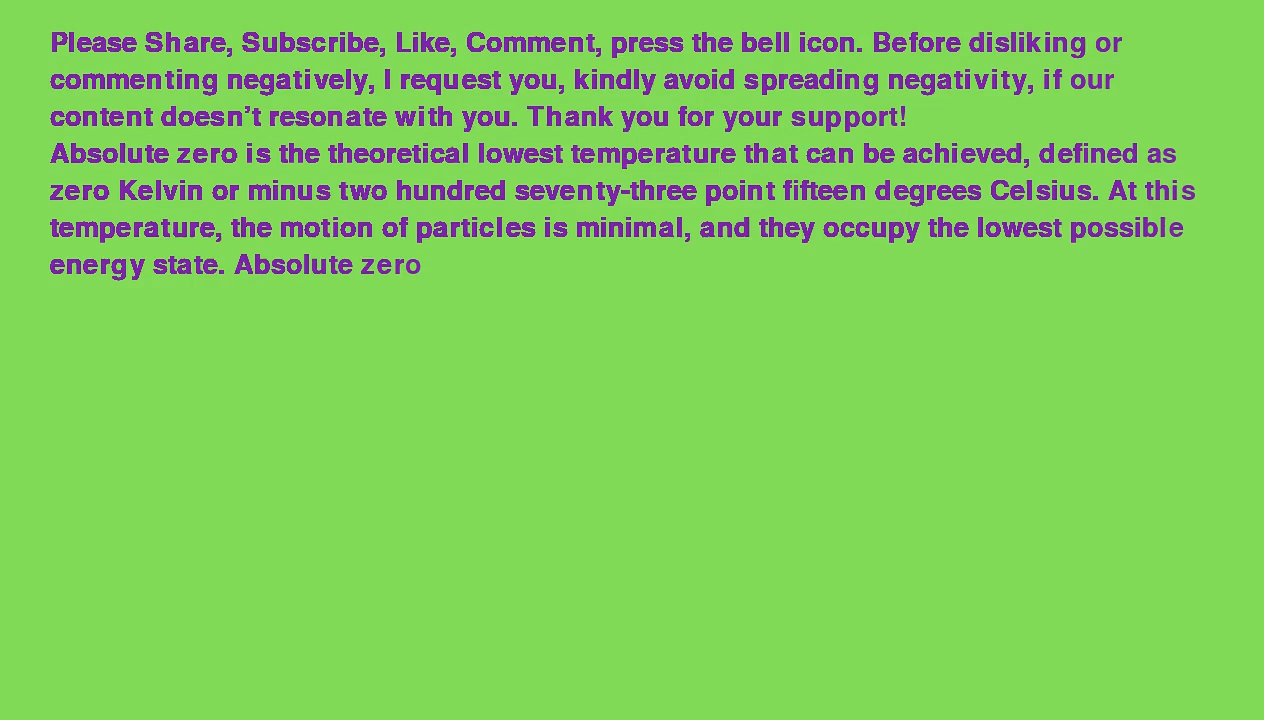 Please Share, Subscribe, Like, Comment, press the bell icon. Before disliking or
commenting negatively, I request you, kindly avoid spreading negativity, if our
content doesn’t resonate with you. Thank you for your support!
Absolute zero is the theoretical lowest temperature that can be achieved, defined as
zero Kelvin or minus two hundred seventy-three point fifteen degrees Celsius. At this
temperature, the motion of particles is minimal, and they occupy the lowest possible
energy state. Absolute zero